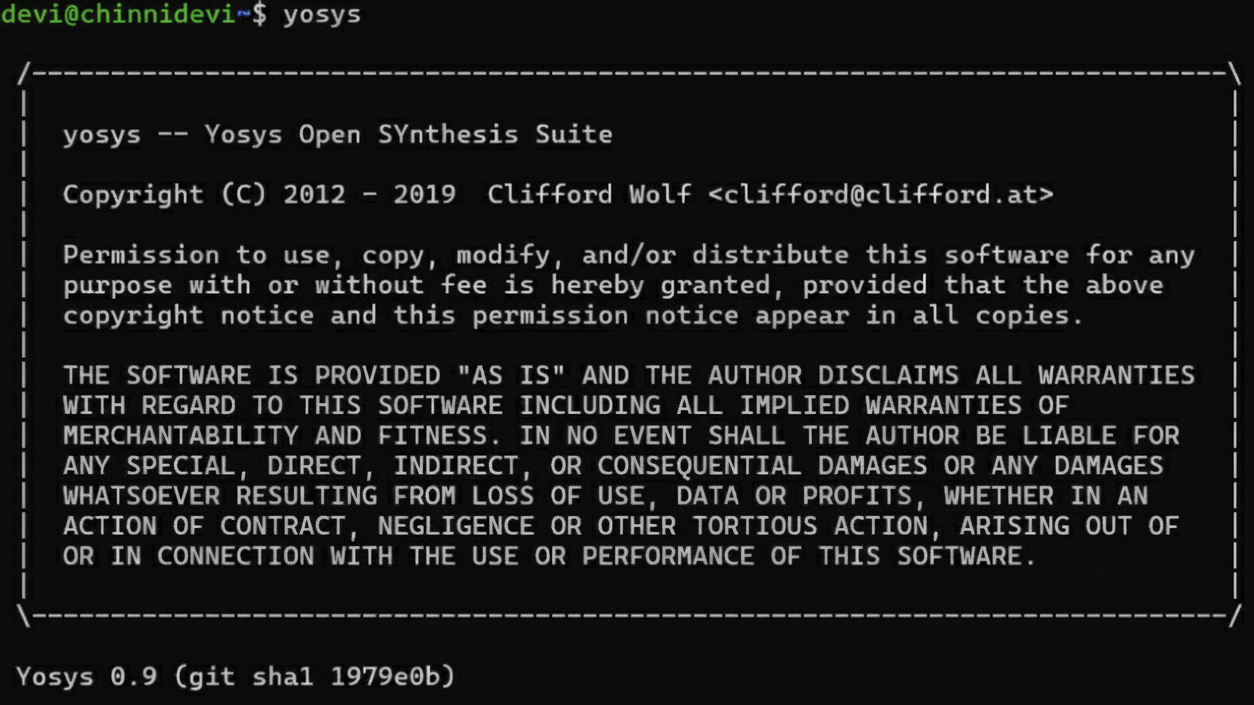 devi@chinnidevi~$ yosys
/----------------------------------------------------------------------------\
yosys -- Yosys Open SYnthesis Suite
Copyright (C) 2012 - 2019  Clifford Wolf <clifford@clifford.at>
Permission to use, copy, modify, and/or distribute this software for any
purpose with or without fee is hereby granted, provided that the above
copyright notice and this permission notice appear in all copies.
THE SOFTWARE IS PROVIDED "AS IS" AND THE AUTHOR DISCLAIMS ALL WARRANTIES
WITH REGARD TO THIS SOFTWARE INCLUDING ALL IMPLIED WARRANTIES OF
MERCHANTABILITY AND FITNESS. IN NO EVENT SHALL THE AUTHOR BE LIABLE FOR
ANY SPECIAL, DIRECT, INDIRECT, OR CONSEQUENTIAL DAMAGES OR ANY DAMAGES
WHATSOEVER RESULTING FROM LOSS OF USE, DATA OR PROFITS, WHETHER IN AN
ACTION OF CONTRACT, NEGLIGENCE OR OTHER TORTIOUS ACTION, ARISING OUT OF
OR IN CONNECTION WITH THE USE OR PERFORMANCE OF THIS SOFTWARE.
\----------------------------------------------------------------------------/
Yosys 0.9 (git sha1 1979e0b)